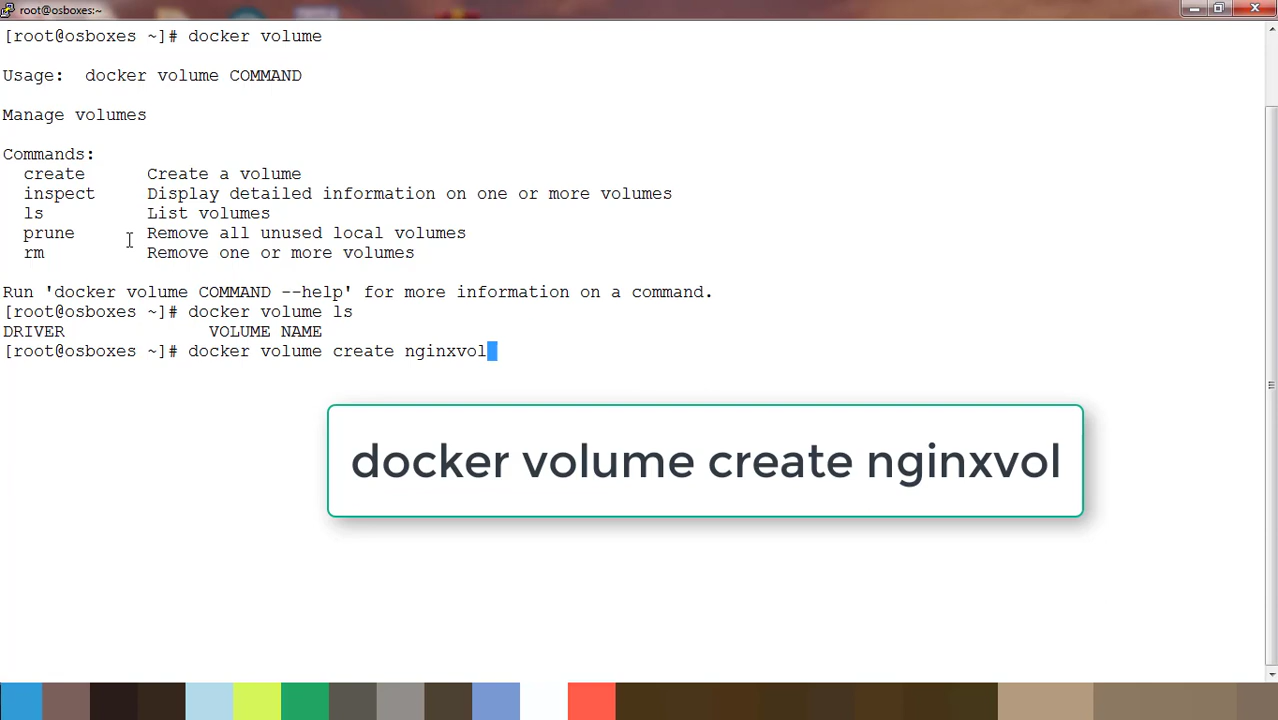 root@osboxes:~
[root@osboxes ~]# docker volume
Usage:  docker volume COMMAND
Manage volumes
Commands:
  create      Create a volume
  inspect     Display detailed information on one or more volumes
  ls          List volumes
  prune       Remove all unused local volumes
  rm          Remove one or more volumes
Run 'docker volume COMMAND --help' for more information on a command.
[root@osboxes ~]# docker volume ls
DRIVER              VOLUME NAME
[root@osboxes ~]# docker volume create nginxvol
docker volume create nginxvol